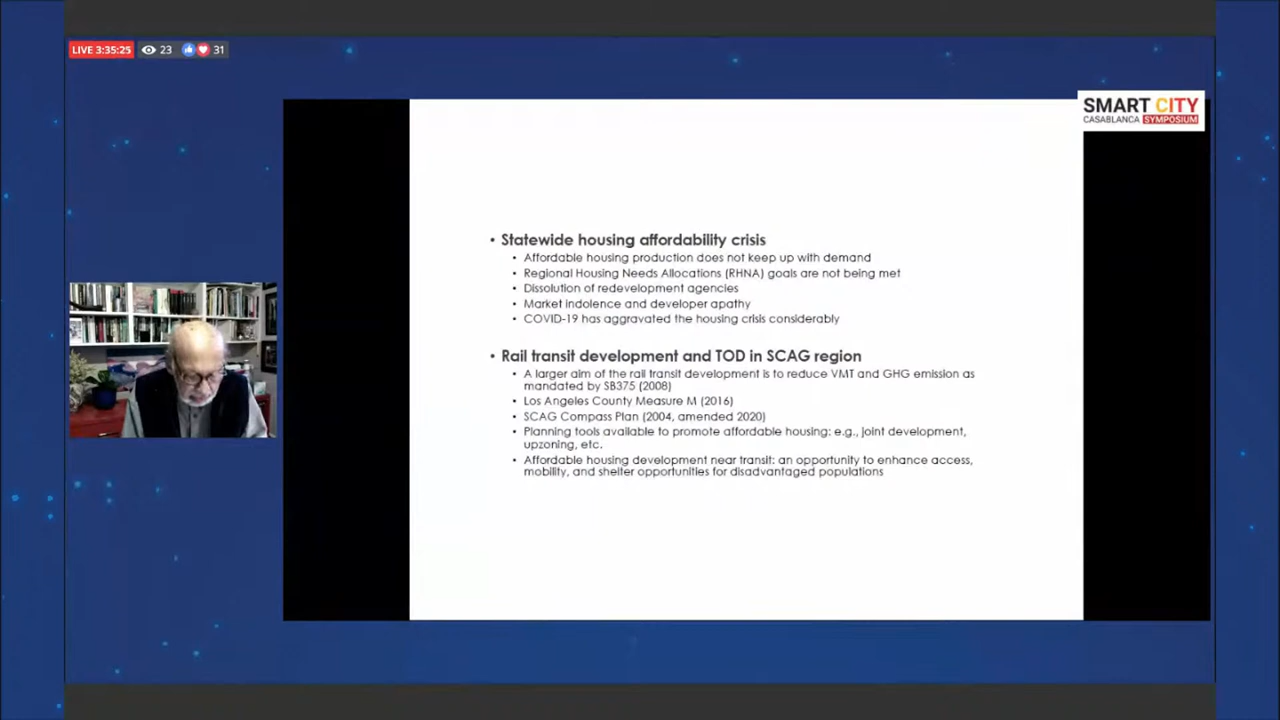 LIVE 3:35:25 23 31
SMART CITY
CASABLANCA SYMPOSIUM
• Statewide housing affordability crisis
• Affordable housing production does not keep up with demand
• Regional Housing Needs Allocations (RHNA) goals are not being met
• Dissolution of redevelopment agencies
• Market indolence and developer apathy
• COVID-19 has aggravated the housing crisis considerably
• Rail transit development and TOD in SCAG region
• A larger aim of the rail transit development is to reduce VMT and GHG emission as
mandated by SB375 (2008)
• Los Angeles County Measure M (2016)
• SCAG Compass Plan (2004, amended 2020)
• Planning tools available to promote affordable housing: e.g., joint development,
upzoning, etc.
• Affordable housing development near transit: an opportunity to enhance access,
mobility, and shelter opportunities for disadvantaged populations